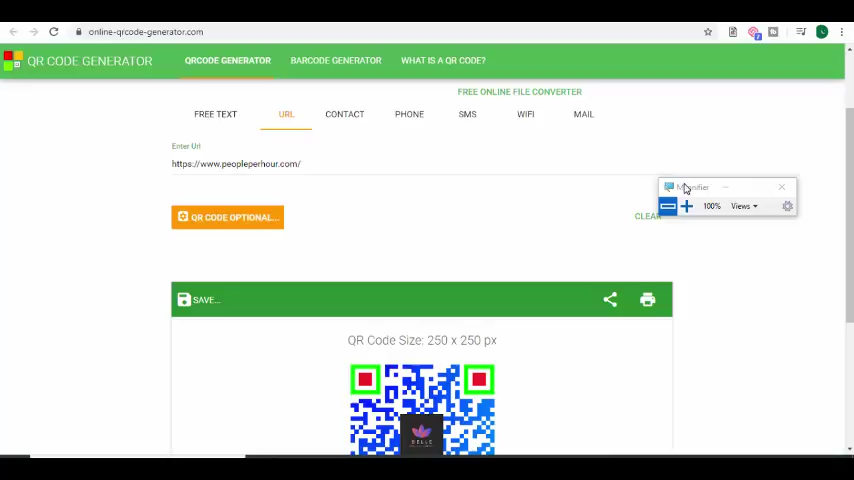 online-qrcode-generator.com
QR CODE GENERATOR
QRCODE GENERATOR BARCODE GENERATOR WHAT IS A QR CODE?
FREE ONLINE FILE CONVERTER
FREE TEXT URL CONTACT PHONE SMS WIFI MAIL
Enter Url
https://www.peopleperhour.com/
Magnifier
100% Views
QR CODE OPTIONAL...
CLEAR
SAVE...
QR Code Size: 250 x 250 px
BELLE